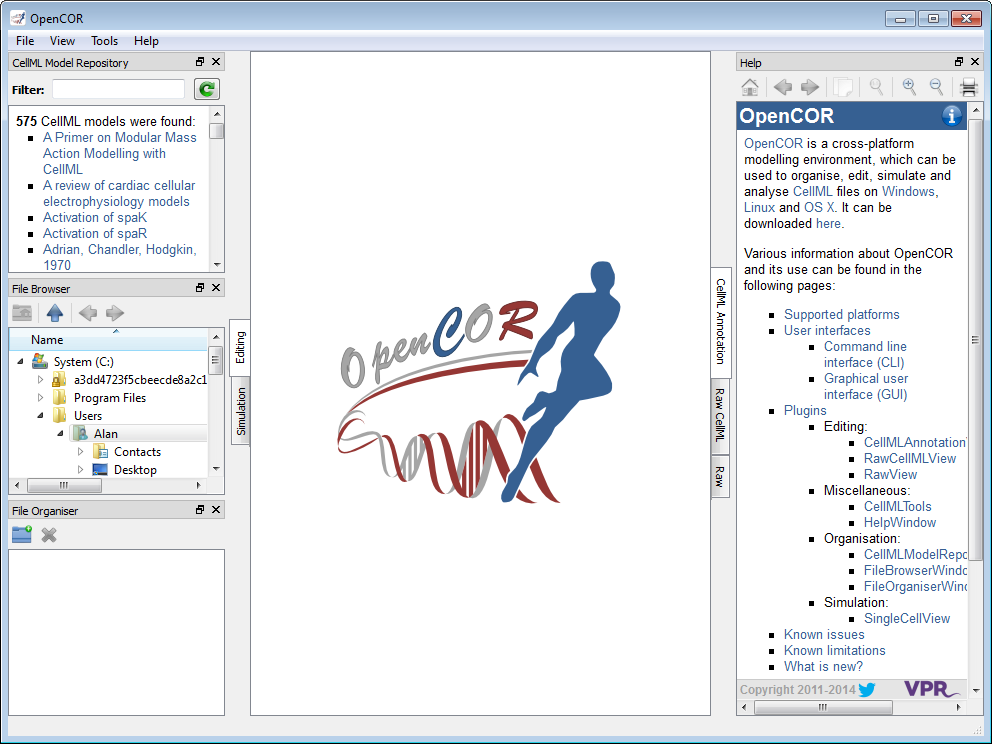 OpenCOR
File View Tools Help
CellML Model Repository
Filter:
575 CellML models were found:
A Primer on Modular Mass
Action Modelling with
CellML
A review of cardiac cellular
electrophysiology models
Activation of spaK
Activation of spaR
Adrian, Chandler, Hodgkin,
1970
File Browser
Name
System (C:)
a3dd4723f5cbeecde8a2c1
Program Files
Users
Alan
Contacts
Desktop
File Organiser
Editing
Simulation
OpenCOR
CellML Annotation
Raw CellML
Raw
Help
OpenCOR
OpenCOR is a cross-platform
modelling environment, which can be
used to organise, edit, simulate and
analyse CellML files on Windows,
Linux and OS X. It can be
downloaded here.
Various information about OpenCOR
and its use can be found in the
following pages:
Supported platforms
User interfaces
Command line
interface (CLI)
Graphical user
interface (GUI)
Plugins
Editing:
CellMLAnnotation
RawCellMLView
RawView
Miscellaneous:
CellMLTools
HelpWindow
Organisation:
CellMLModelRepo
FileBrowserWindo
FileOrganiserWind
Simulation:
SingleCellView
Known issues
Known limitations
What is new?
Copyright 2011-2014 VPR